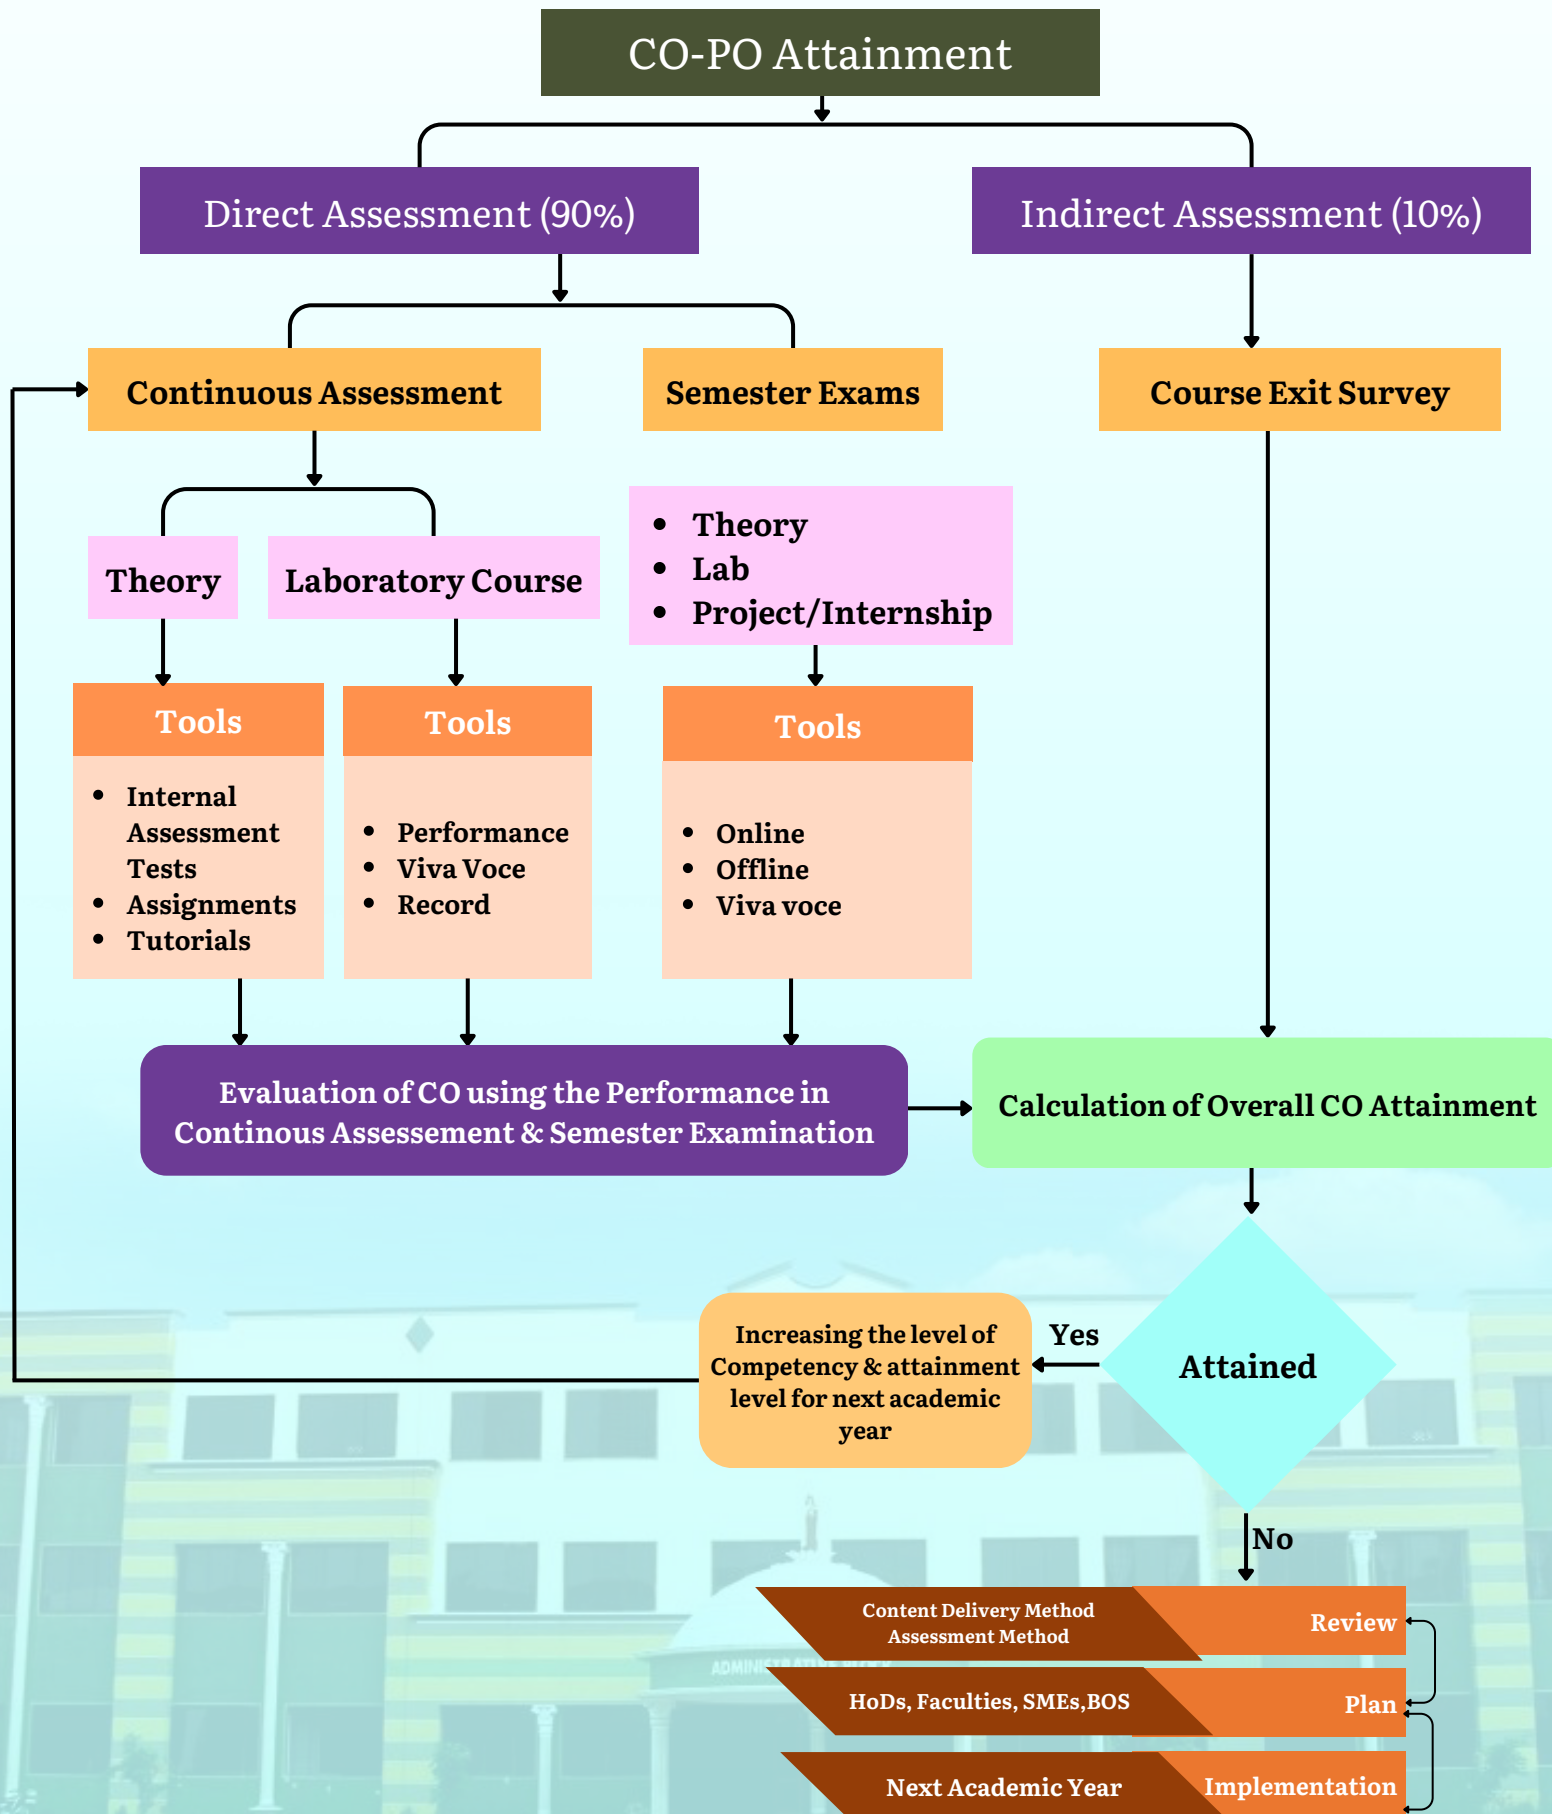 CO-PO Attainment
Direct Assessment (90%)
Indirect Assessment (10%)
Continuous Assessment
Semester Exams
Course Exit Survey
Theory
Laboratory Course
• Theory
• Lab
• Project/Internship
Tools
• Internal
Assessment
Tests
• Assignments
• Tutorials
Tools
• Performance
• Viva Voce
• Record
Tools
• Online
• Offline
• Viva voce
Evaluation of CO using the Performance in
Continous Assessement & Semester Examination
Calculation of Overall CO Attainment
Attained
Yes
Increasing the level of
Competency & attainment
level for next academic
year
No
Content Delivery Method
Assessment Method
Review
ADMINISTRATIVE BLOCK
HoDs, Faculties, SMEs,BOS
Plan
Next Academic Year
Implementation